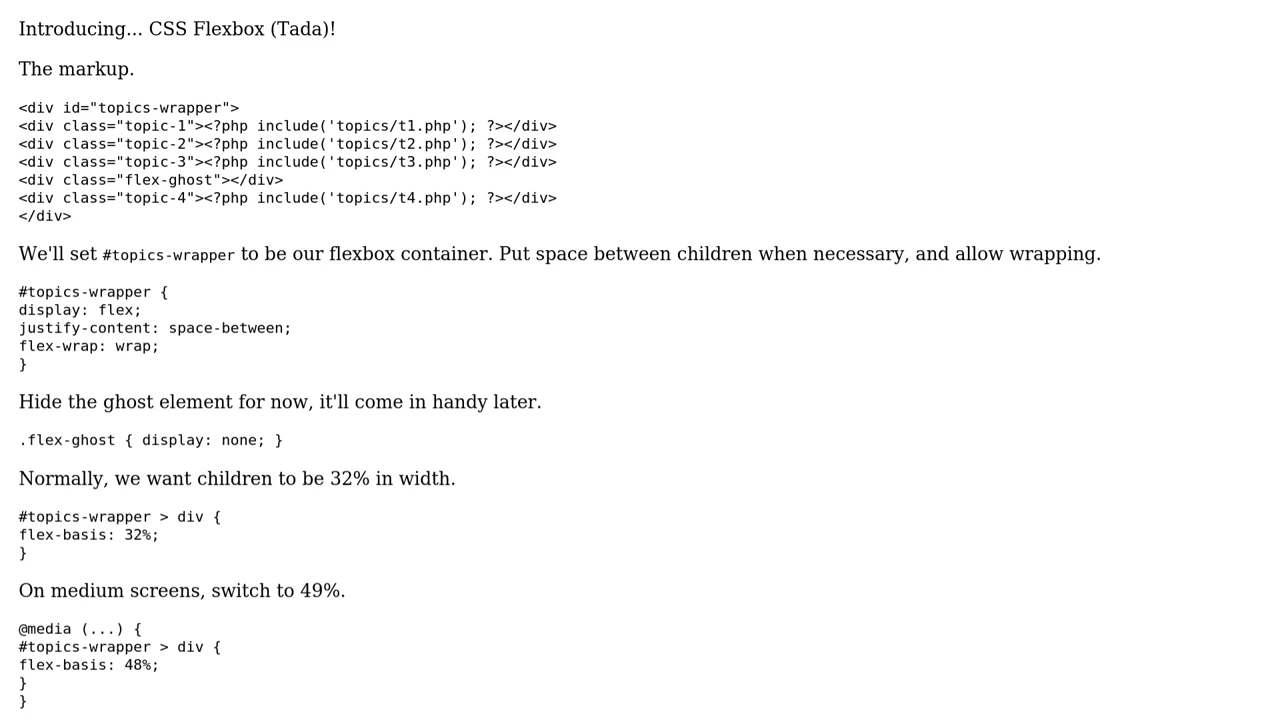 Introducing... CSS Flexbox (Tada)!
The markup.
<div id="topics-wrapper">
<div class="topic-1"><?php include('topics/t1.php'); ?></div>
<div class="topic-2"><?php include('topics/t2.php'); ?></div>
<div class="topic-3"><?php include('topics/t3.php'); ?></div>
<div class="flex-ghost"></div>
<div class="topic-4"><?php include('topics/t4.php'); ?></div>
</div>
We'll set #topics-wrapper to be our flexbox container. Put space between children when necessary, and allow wrapping.
#topics-wrapper {
display: flex;
justify-content: space-between;
flex-wrap: wrap;
}
Hide the ghost element for now, it'll come in handy later.
.flex-ghost { display: none; }
Normally, we want children to be 32% in width.
#topics-wrapper > div {
flex-basis: 32%;
}
On medium screens, switch to 49%.
@media (...) {
#topics-wrapper > div {
flex-basis: 48%;
}
}